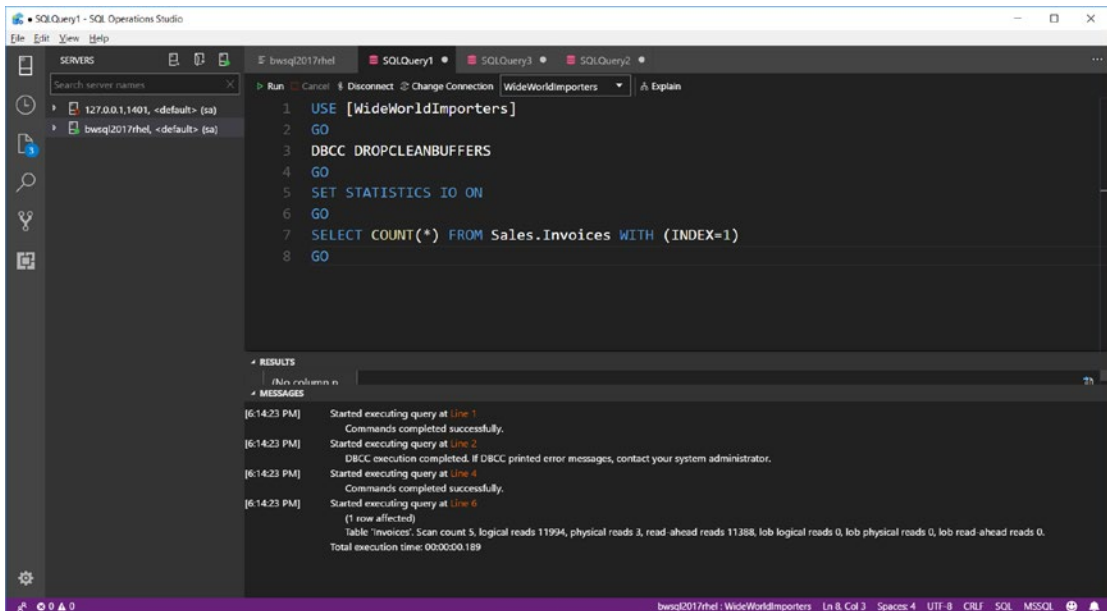 ● SQLQuery1 - SQL Operations Studio
File Edit View Help
SERVERS
Search server names
127.0.0.1,1401, <default> (sa)
bwsql2017rhel, <default> (sa)
3
bwsql2017rhel SQLQuery1 ● SQLQuery3 ● SQLQuery2 ●
Run Cancel Disconnect Change Connection WideWorldImporters Explain
1 USE [WideWorldImporters]
2 GO
3 DBCC DROPCLEANBUFFERS
4 GO
5 SET STATISTICS IO ON
6 GO
7 SELECT COUNT(*) FROM Sales.Invoices WITH (INDEX=1)
8 GO
RESULTS
(No column n
MESSAGES
[6:14:23 PM] Started executing query at Line 1
Commands completed successfully.
[6:14:23 PM] Started executing query at Line 2
DBCC execution completed. If DBCC printed error messages, contact your system administrator.
[6:14:23 PM] Started executing query at Line 4
Commands completed successfully.
[6:14:23 PM] Started executing query at Line 6
(1 row affected)
Table 'Invoices'. Scan count 5, logical reads 11994, physical reads 3, read-ahead reads 11388, lob logical reads 0, lob physical reads 0, lob read-ahead reads 0.
Total execution time: 00:00:00.189
0 0 bwsql2017rhel : WideWorldImporters Ln 8, Col 3 Spaces: 4 UTF-8 CRLF SQL MSSQL